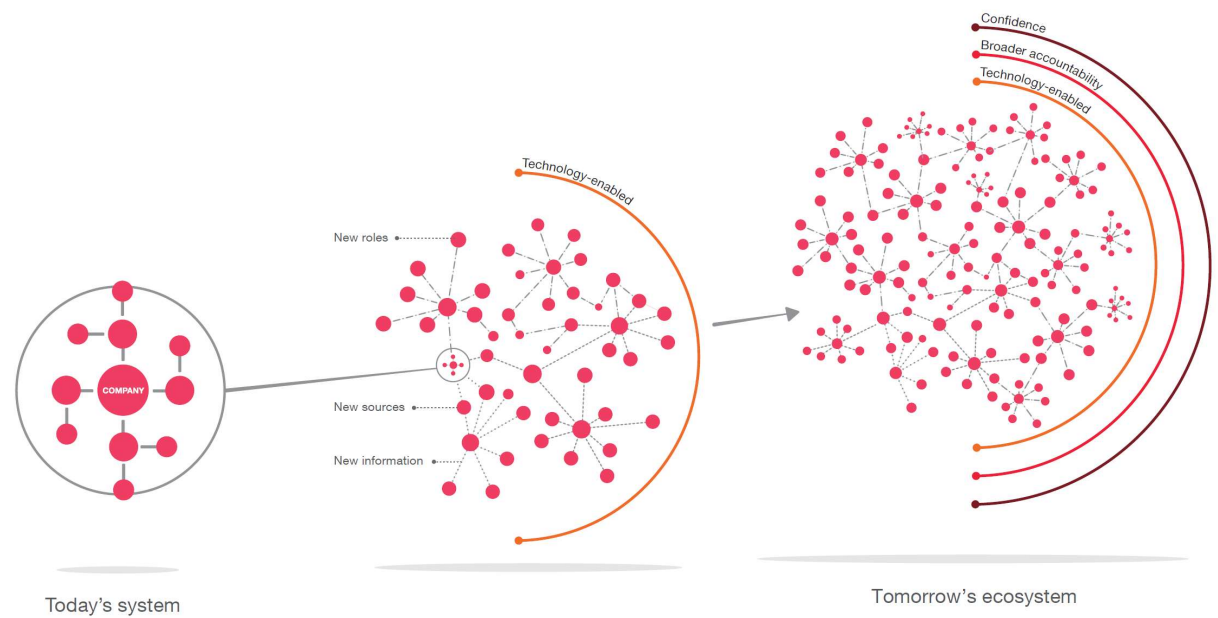 Confidence
Broader accountability
Technology-enabled
Technology-enabled
New roles
COMPANY
New sources
New information
Today's system
Tomorrow's ecosystem